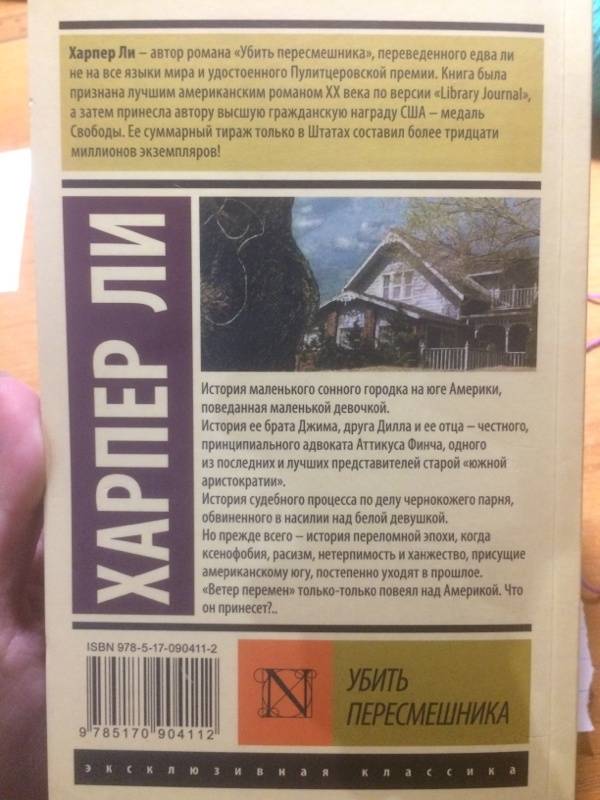 Харпер Ли – автор романа «Убить пересмешника», переведенного едва ли
не на все языки мира и удостоенного Пулитцеровской премии. Книга была
признана лучшим американским романом XX века по версии «Library Journal»,
а затем принесла автору высшую гражданскую награду США – медаль
Свободы. Ее суммарный тираж только в Штатах составил более тридцати
миллионов экземпляров!
ХАРПЕР ЛИ
История маленького сонного городка на юге Америки,
поведанная маленькой девочкой.
История ее брата Джима, друга Дилла и ее отца – честного,
принципиального адвоката Аттикуса Финча, одного
из последних и лучших представителей старой «южной
аристократии».
История судебного процесса по делу чернокожего парня,
обвиненного в насилии над белой девушкой.
Но прежде всего – история переломной эпохи, когда
ксенофобия, расизм, нетерпимость и ханжество, присущие
американскому югу, постепенно уходят в прошлое.
«Ветер перемен» только-только повеял над Америкой. Что
он принесет?..
ISBN 978-5-17-090411-2
9 785170 904112
N
УБИТЬ
ПЕРЕСМЕШНИКА
эксклюзивная классика